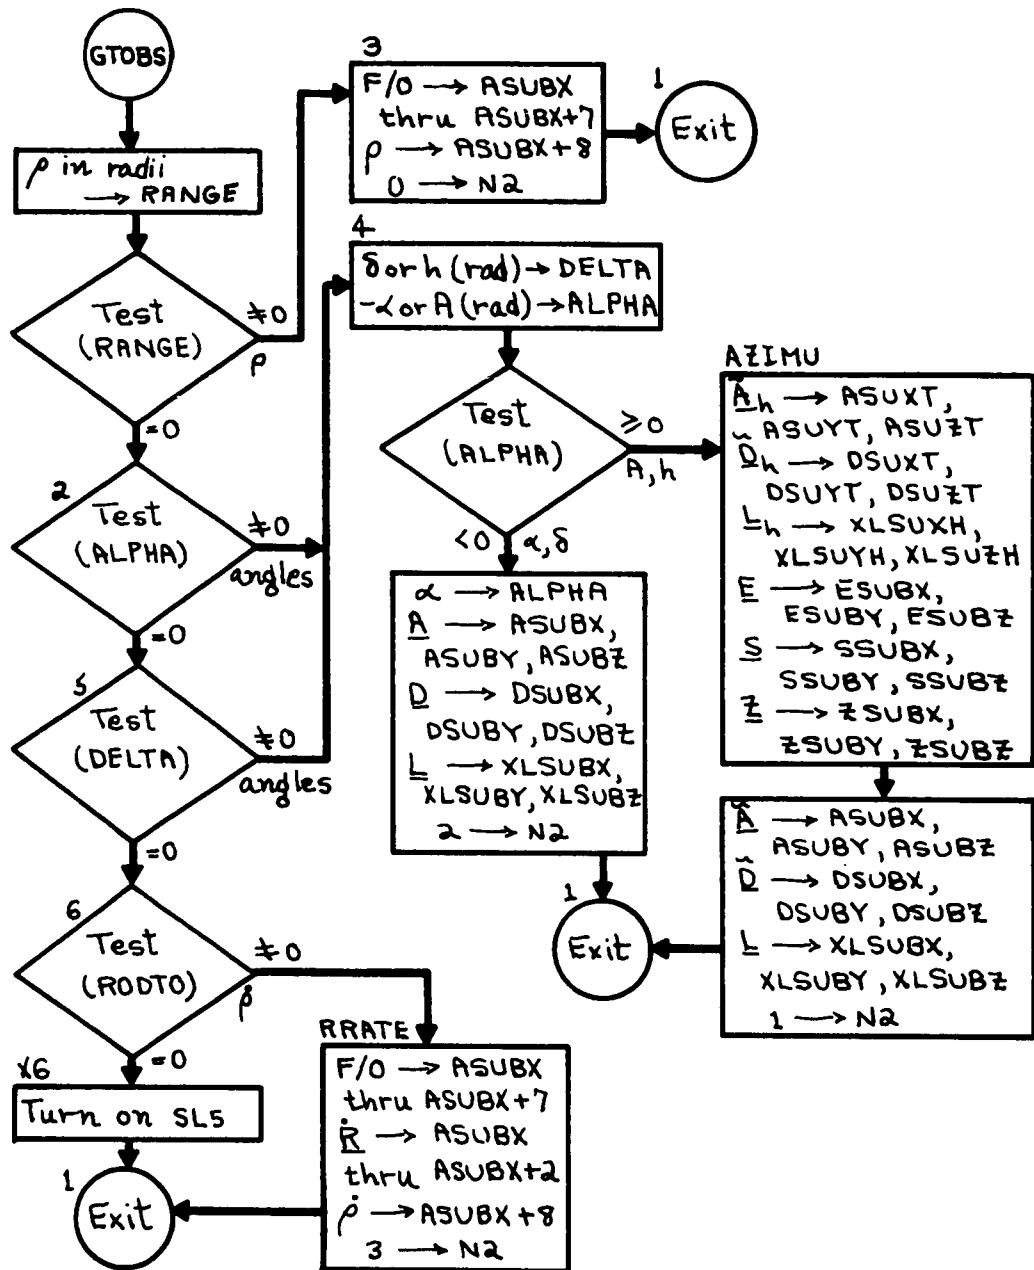 GTOBS
ρ in radii
→ RANGE
Test
(RANGE)
≠0
ρ
=0
2
Test
(ALPHA)
≠0
angles
=0
5
Test
(DELTA)
≠0
angles
=0
6
Test
(RODTO)
≠0
ρ̇
=0
X6
Turn on SL5
1
Exit
3
F/0 → ASUBX
thru ASUBX+7
ρ → ASUBX+8
0 → N2
1
Exit
4
δ or h (rad) → DELTA
-α or A (rad) → ALPHA
Test
(ALPHA)
≥0
A, h
<0 α, δ
α → ALPHA
A̲ → ASUBX,
ASUBY, ASUBZ
D̲ → DSUBX,
DSUBY, DSUBZ
L̲ → XLSUBX,
XLSUBY, XLSUBZ
2 → N2
1
Exit
AZIMU
Ã̲h → ASUXT,
ASUYT, ASUZT
D̲̃h → DSUXT,
DSUYT, DSUZT
L̲h → XLSUXH,
XLSUYH, XLSUZH
E̲ → ESUBX,
ESUBY, ESUBZ
S̲ → SSUBX,
SSUBY, SSUBZ
Z̲ → ZSUBX,
ZSUBY, ZSUBZ
Ã̲ → ASUBX,
ASUBY, ASUBZ
D̲̃ → DSUBX,
DSUBY, DSUBZ
L̲ → XLSUBX,
XLSUBY, XLSUBZ
1 → N2
RRATE
F/0 → ASUBX
thru ASUBX+7
Ṙ̲ → ASUBX
thru ASUBX+2
ρ̇ → ASUBX+8
3 → N2